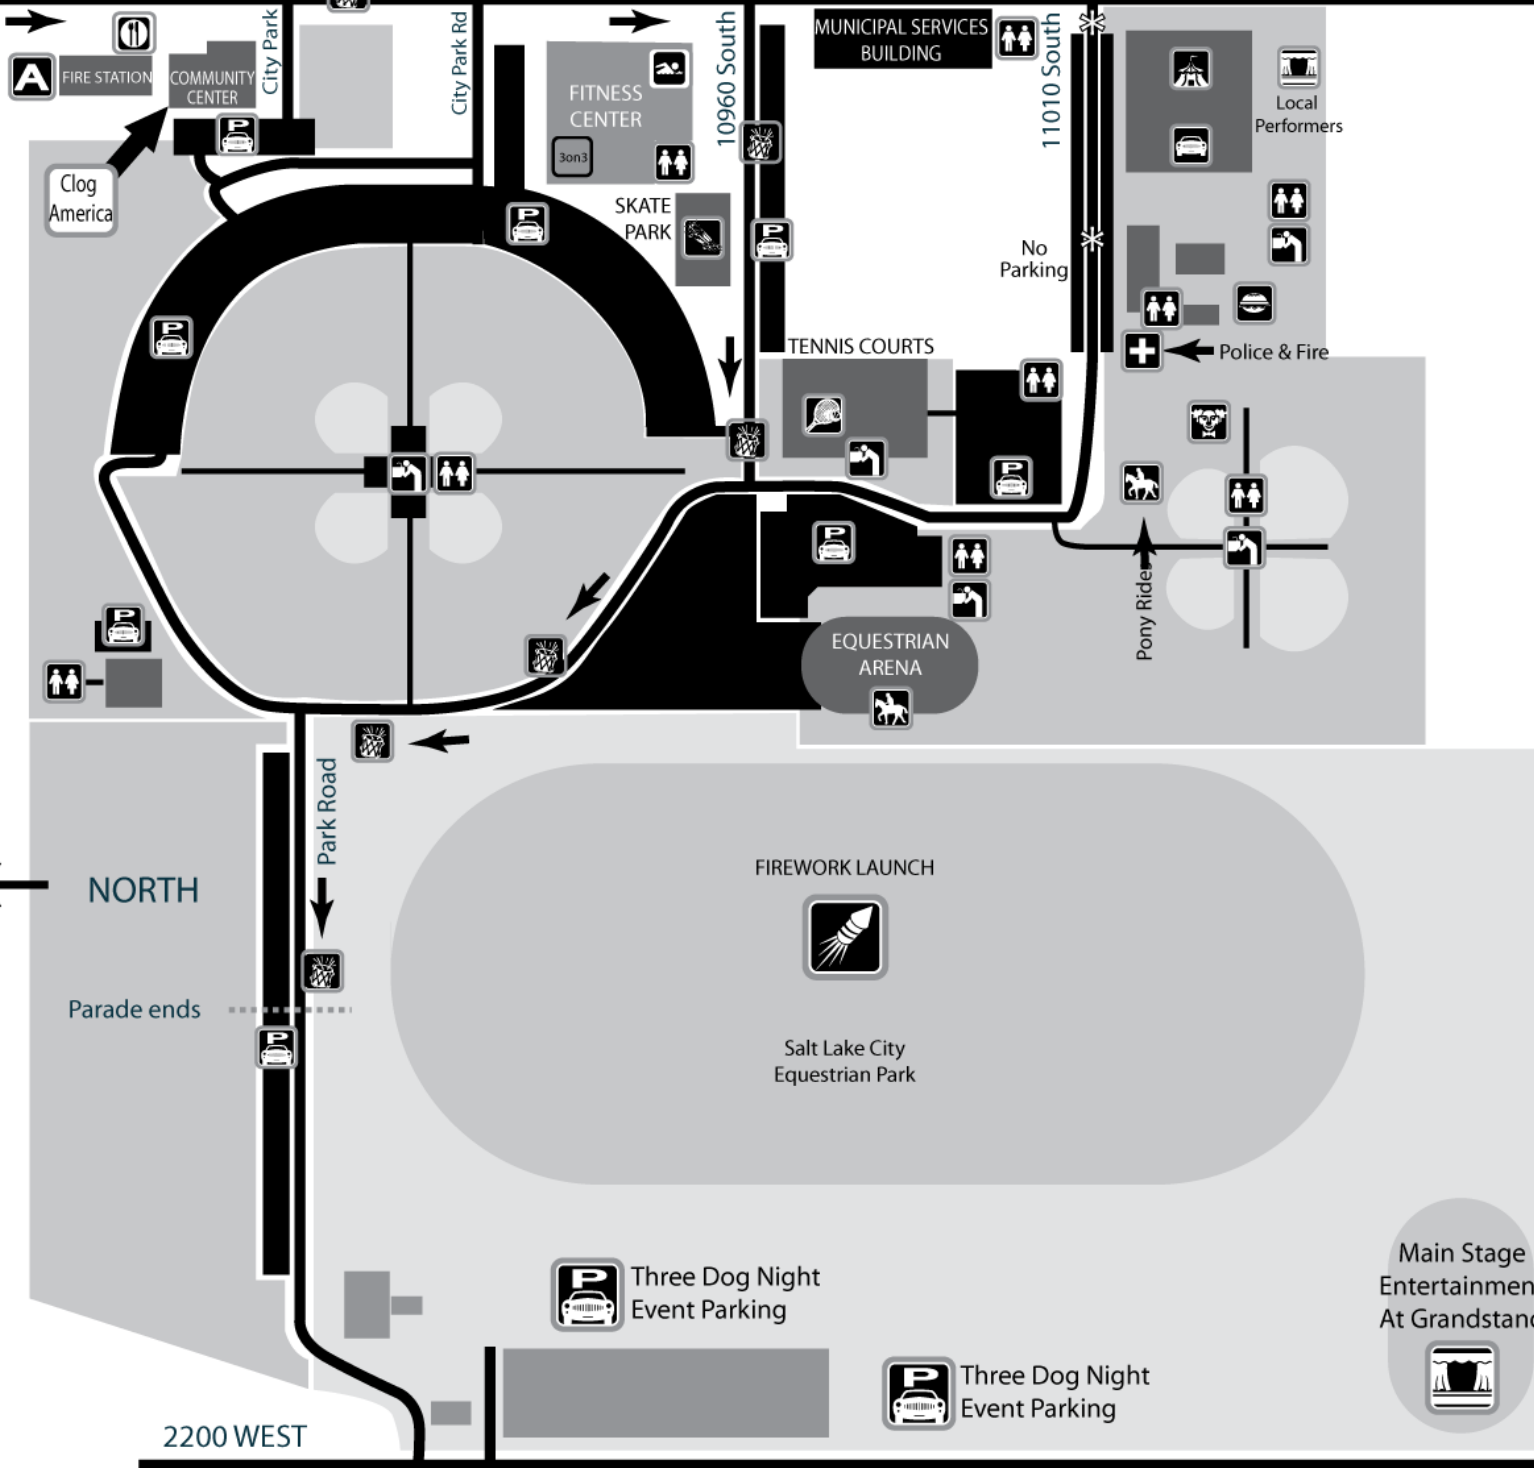 A
FIRE STATION
COMMUNITY
CENTER
City Park
City Park Rd
P
Clog
America
FITNESS
CENTER
3on3
SKATE
PARK
P
P
10960 South
P
MUNICIPAL SERVICES
BUILDING
11010 South
*
*
No
Parking
Local
Performers
Police & Fire
TENNIS COURTS
P
P
EQUESTRIAN
ARENA
Pony Rides
P
Park Road
NORTH
Parade ends
P
FIREWORK LAUNCH
Salt Lake City
Equestrian Park
P
Three Dog Night
Event Parking
P
Three Dog Night
Event Parking
Main Stage
Entertainmen
At Grandstand
2200 WEST